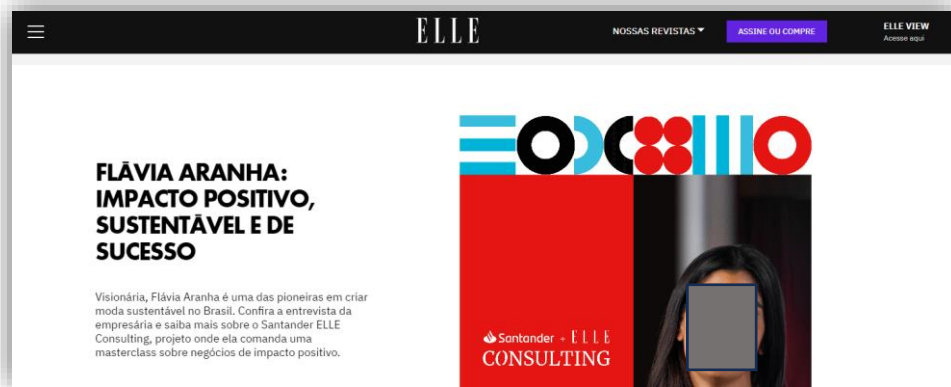 ELLE
NOSSAS REVISTAS
ASSINE OU COMPRE
ELLE VIEW
Acesse aqui
FLÁVIA ARANHA:
IMPACTO POSITIVO,
SUSTENTÁVEL E DE
SUCESSO
Visionária, Flávia Aranha é uma das pioneiras em criar
moda sustentável no Brasil. Confira a entrevista da
empresária e saiba mais sobre o Santander ELLE
Consulting, projeto onde ela comanda uma
masterclass sobre negócios de impacto positivo.
Santander + ELLE
CONSULTING